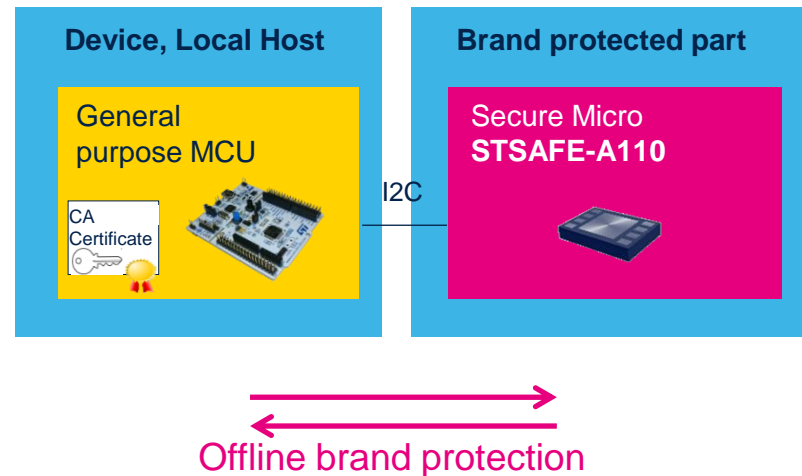 Device, Local Host
Brand protected part
General
purpose MCU
CA
Certificate
I2C
Secure Micro
STSAFE-A110
Offline brand protection